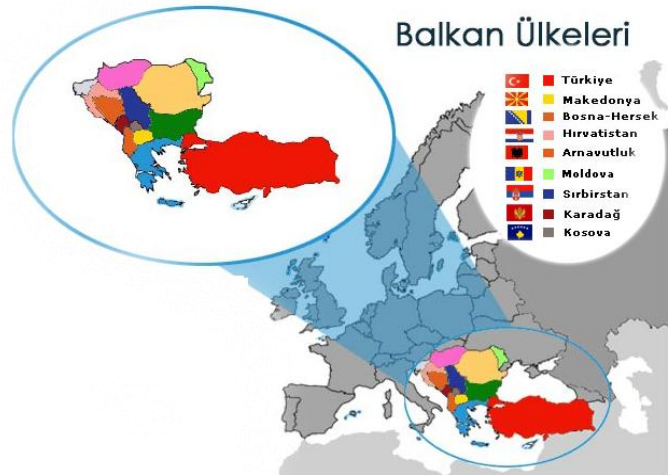 Balkan Ülkeleri
Türkiye
Makedonya
Bosna-Hersek
Hırvatistan
Arnavutluk
Moldova
Sırbirstan
Karadağ
Kosova